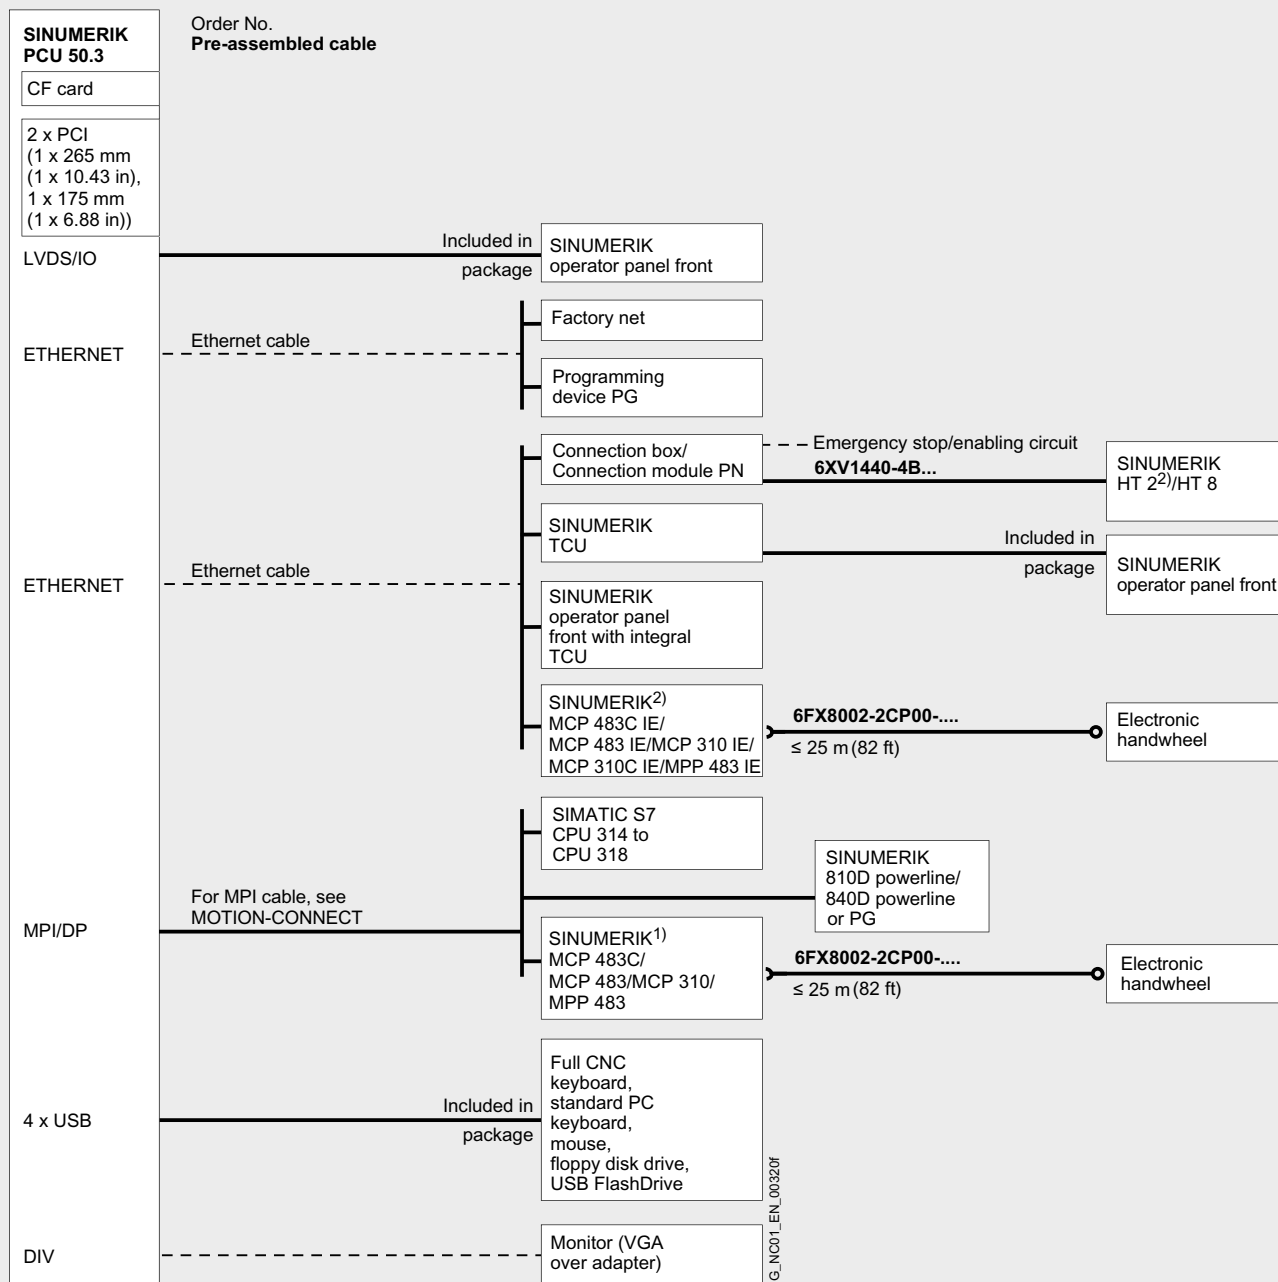 SINUMERIK
PCU 50.3
Order No.
Pre-assembled cable
CF card
2 x PCI
(1 x 265 mm
(1 x 10.43 in),
1 x 175 mm
(1 x 6.88 in))
LVDS/IO
Included in
package
SINUMERIK
operator panel front
ETHERNET
Ethernet cable
Factory net
Programming
device PG
ETHERNET
Ethernet cable
Connection box/
Connection module PN
Emergency stop/enabling circuit
6XV1440-4B...
SINUMERIK
HT 2²⁾/HT 8
SINUMERIK
TCU
Included in
package
SINUMERIK
operator panel front
SINUMERIK
operator panel
front with integral
TCU
SINUMERIK²⁾
MCP 483C IE/
MCP 483 IE/MCP 310 IE/
MCP 310C IE/MPP 483 IE
6FX8002-2CP00-....
≤ 25 m (82 ft)
Electronic
handwheel
MPI/DP
For MPI cable, see
MOTION-CONNECT
SIMATIC S7
CPU 314 to
CPU 318
SINUMERIK
810D powerline/
840D powerline
or PG
SINUMERIK¹⁾
MCP 483C/
MCP 483/MCP 310/
MPP 483
6FX8002-2CP00-....
≤ 25 m (82 ft)
Electronic
handwheel
4 x USB
Included in
package
Full CNC
keyboard,
standard PC
keyboard,
mouse,
floppy disk drive,
USB FlashDrive
DIV
Monitor (VGA
over adapter)
G_NC01_EN_00320f